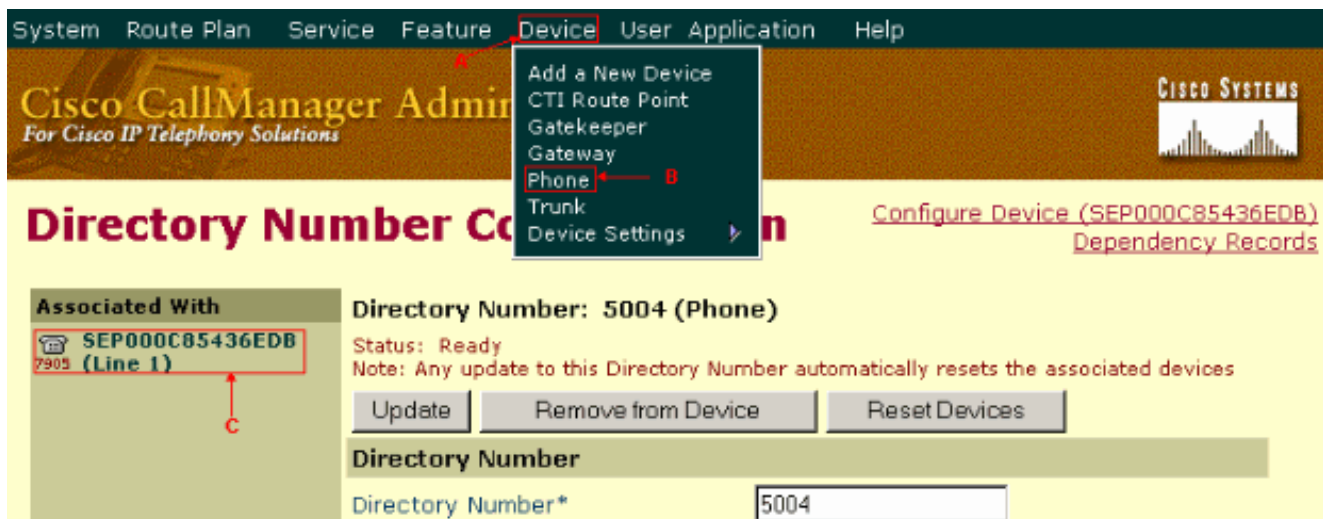 System Route Plan Service Feature Device User Application Help
A
Add a New Device
CTI Route Point
Gatekeeper
Gateway
Phone
B
Trunk
Device Settings
Cisco CallManager Admin
For Cisco IP Telephony Solutions
CISCO SYSTEMS
Directory Number Co n
Configure Device (SEP000C85436EDB)
Dependency Records
Associated With
SEP000C85436EDB
7905 (Line 1)
C
Directory Number: 5004 (Phone)
Status: Ready
Note: Any update to this Directory Number automatically resets the associated devices
Update Remove from Device Reset Devices
Directory Number
Directory Number* 5004